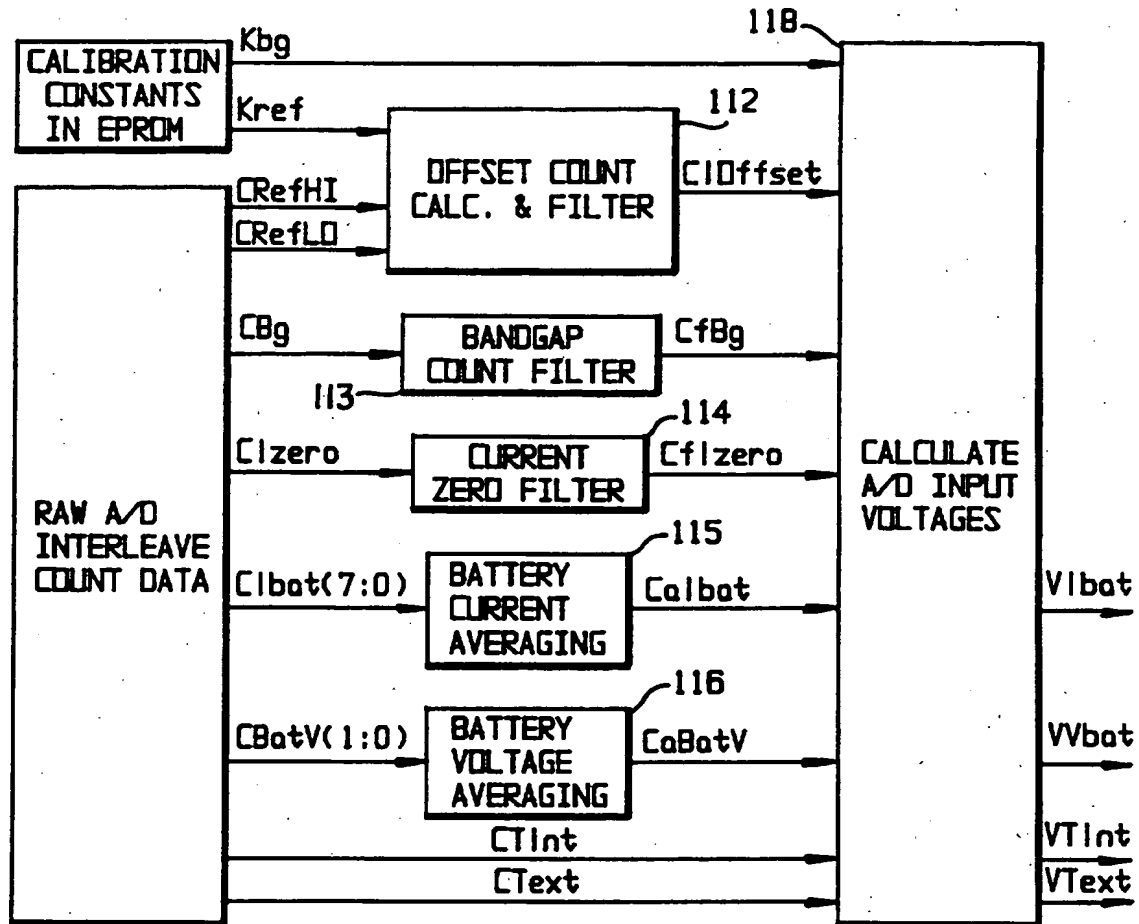 118
Kbg
CALIBRATION
CONSTANTS
IN EPROM
Kref
112
OFFSET COUNT
CALC. & FILTER
CIOffset
CRefHI
CRefLO
CBg
BANDGAP
COUNT FILTER
CfBg
113
114
CIzero
CURRENT
ZERO FILTER
CfIzero
CALCULATE
A/D INPUT
VOLTAGES
RAW A/D
INTERLEAVE
COUNT DATA
115
CIbat(7:0)
BATTERY
CURRENT
AVERAGING
CaIbat
VIbat
116
CBatV(1:0)
BATTERY
VOLTAGE
AVERAGING
CaBatV
VVbat
CTInt
VTInt
CText
VText